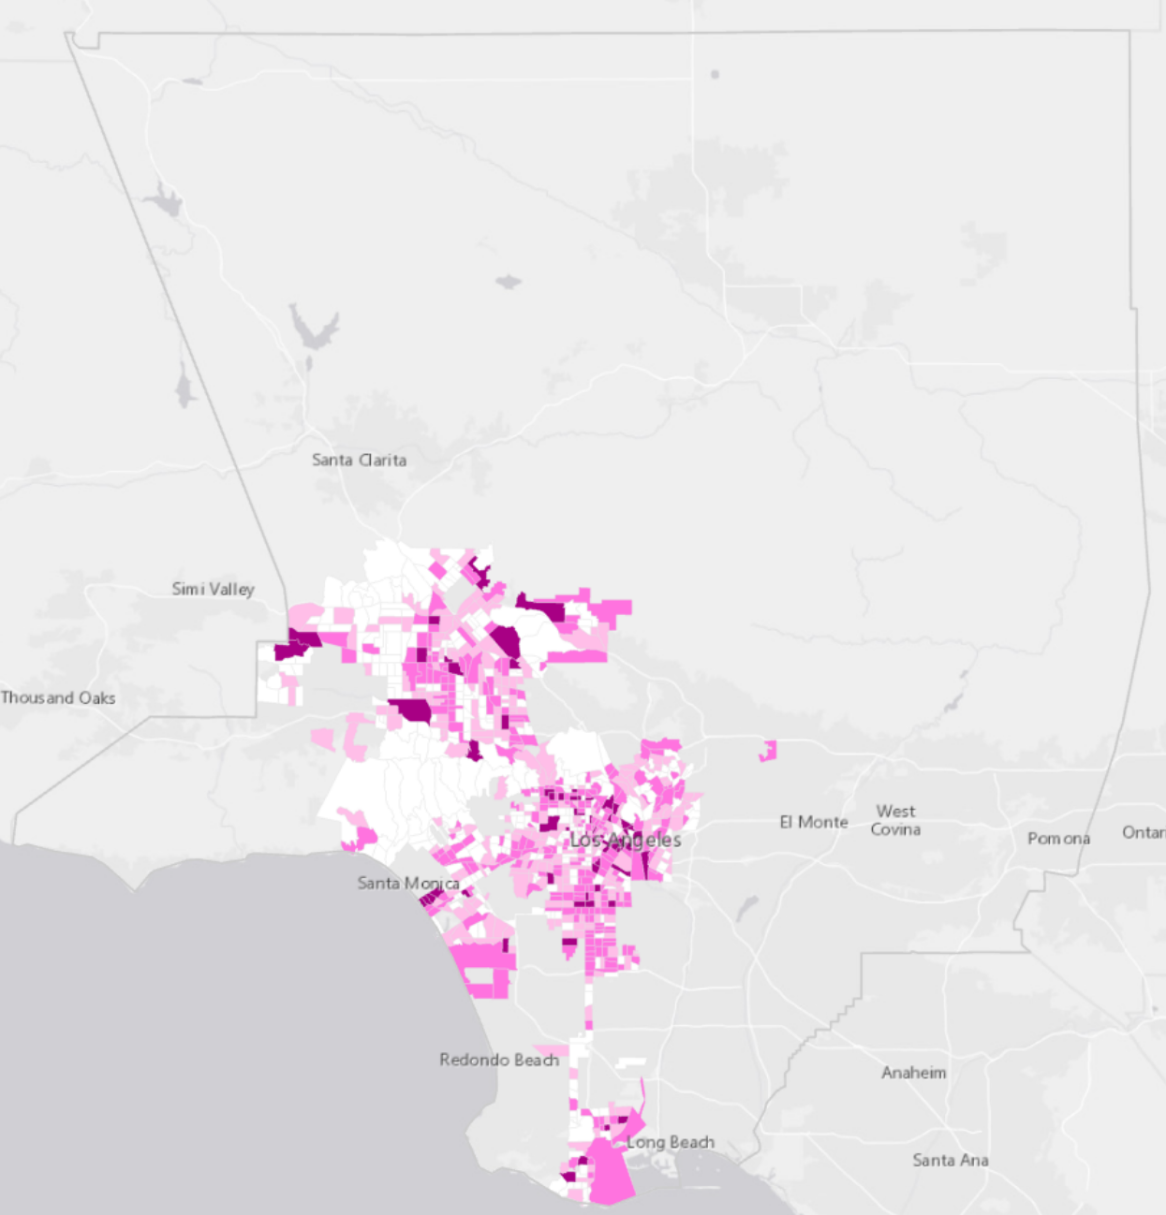 Santa Clarita
Simi Valley
Thousand Oaks
El Monte
West
Covina
Pomona
Ontar
Los Angeles
Santa Monica
Redondo Beach
Anaheim
Long Beach
Santa Ana